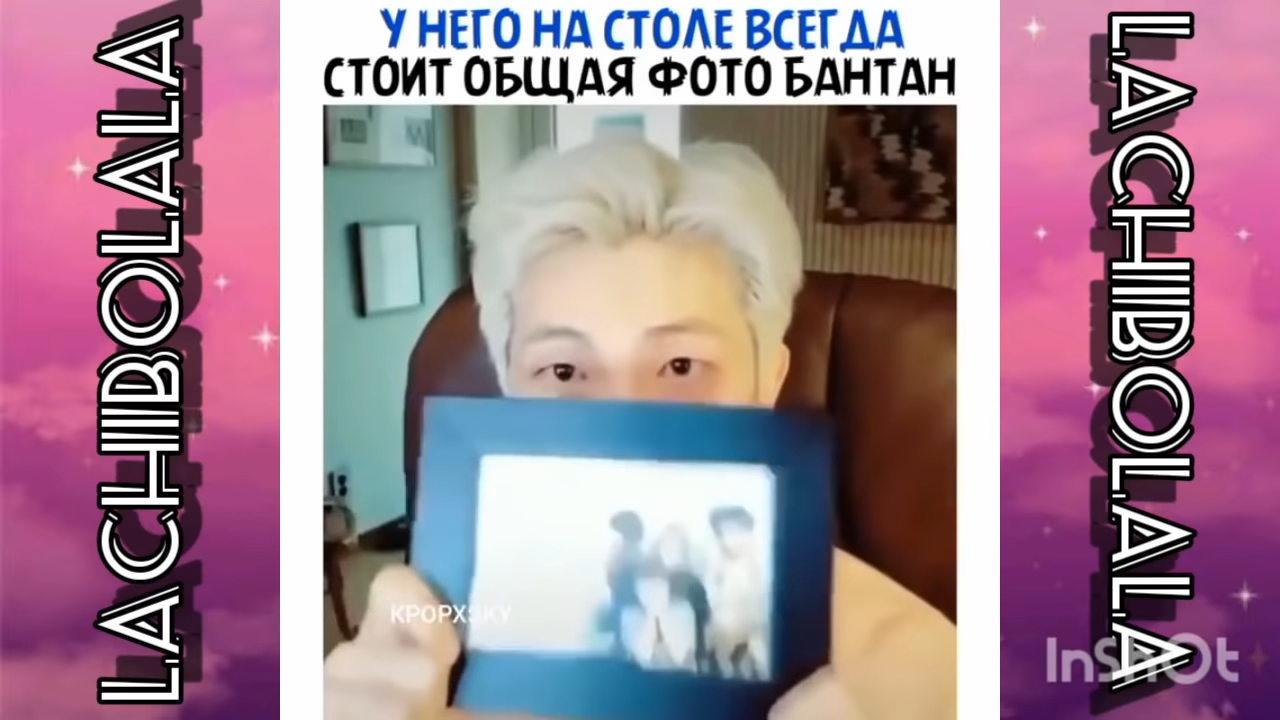 У НЕГО НА СТОЛЕ ВСЕГДА
СТОИТ ОБЩАЯ ФОТО БАНТАН
LACHIBOLALA
LACHIBOLALA
KPOPXSKY
InShOt